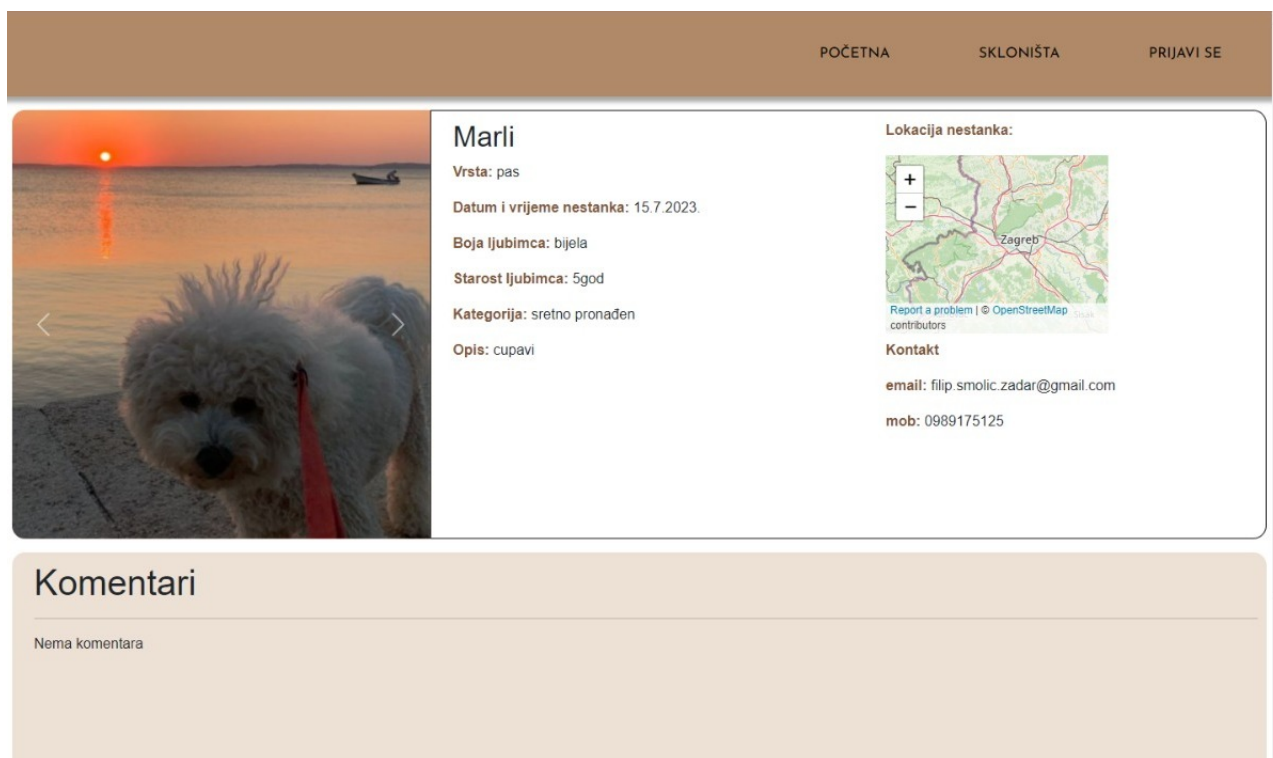 POČETNA SKLONIŠTA PRIJAVI SE
Marli
Vrsta: pas
Datum i vrijeme nestanka: 15.7.2023.
Boja ljubimca: bijela
Starost ljubimca: 5god
Kategorija: sretno pronađen
Opis: cupavi
Lokacija nestanka:
+
−
Zagreb
Report a problem | © OpenStreetMap
contributors
Kontakt
email: filip.smolic.zadar@gmail.com
mob: 0989175125
Komentari
Nema komentara